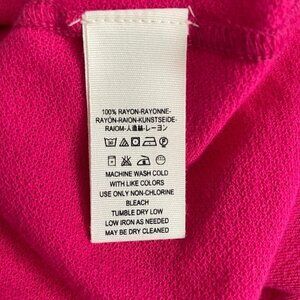 100% RAYON-RAYONNE-
RAYÓN-RAION-KUNSTSEIDE-
RAIOM-人造絲-レーヨン
MACHINE WASH COLD
WITH LIKE COLORS
USE ONLY NON-CHLORINE
BLEACH
TUMBLE DRY LOW
LOW IRON AS NEEDED
MAY BE DRY CLEANED